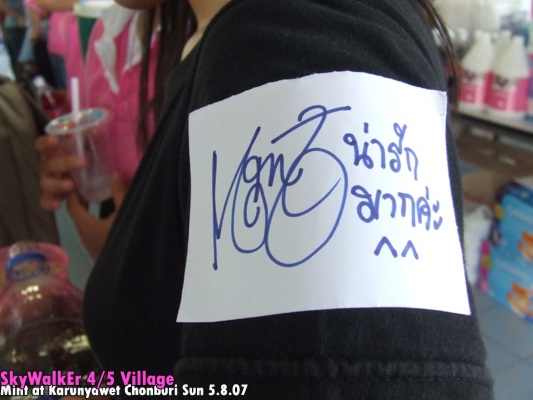 น่ารัก
มากค่ะ
^^
SkyWalkEr 4/5 Village
Mint at Karunyawet Chonburi Sun 5.8.07